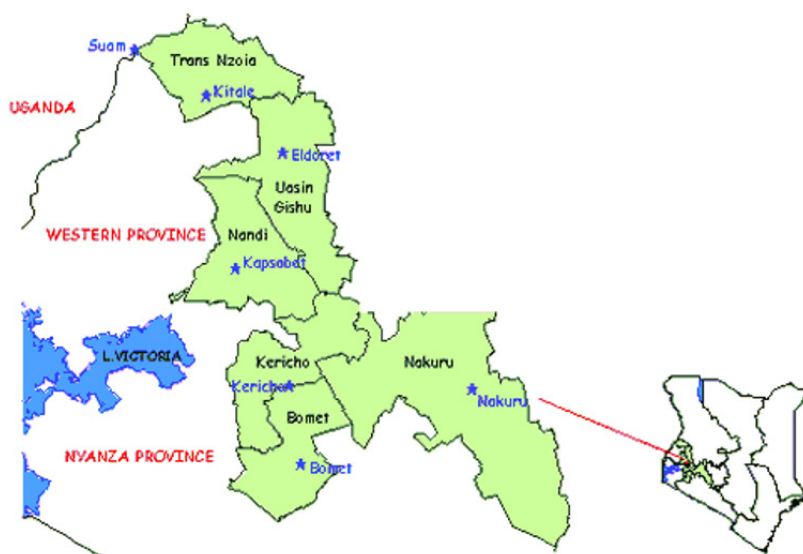 Suam
Trans Nzoia
Kitale
UGANDA
Eldoret
Uasin
Gishu
WESTERN PROVINCE
Nandi
Kapsabet
L.VICTORIA
Kericho
Nakuru
Kericho
Nakuru
Bomet
NYANZA PROVINCE
Bomet